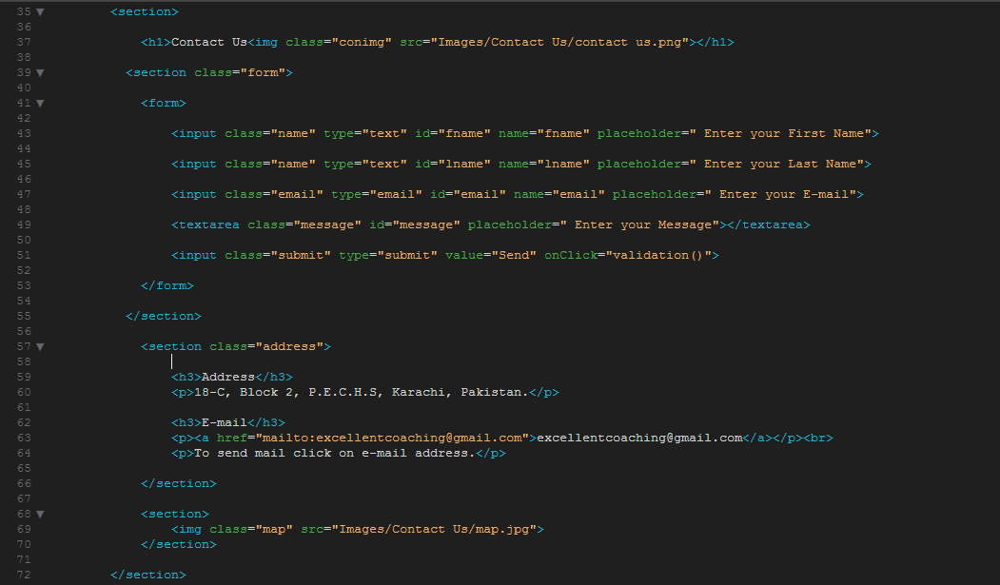 35 ▼ <section>
36
37 <h1>Contact Us<img class="conimg" src="Images/Contact Us/contact us.png"></h1>
38
39 ▼ <section class="form">
40
41 ▼ <form>
42
43 <input class="name" type="text" id="fname" name="fname" placeholder=" Enter your First Name">
44
45 <input class="name" type="text" id="lname" name="lname" placeholder=" Enter your Last Name">
46
47 <input class="email" type="email" id="email" name="email" placeholder=" Enter your E-mail">
48
49 <textarea class="message" id="message" placeholder=" Enter your Message"></textarea>
50
51 <input class="submit" type="submit" value="Send" onClick="validation()">
52
53 </form>
54
55 </section>
56
57 ▼ <section class="address">
58
59 <h3>Address</h3>
60 <p>18-C, Block 2, P.E.C.H.S, Karachi, Pakistan.</p>
61
62 <h3>E-mail</h3>
63 <p><a href="mailto:excellentcoaching@gmail.com">excellentcoaching@gmail.com</a></p><br>
64 <p>To send mail click on e-mail address.</p>
65
66 </section>
67
68 ▼ <section>
69 <img class="map" src="Images/Contact Us/map.jpg">
70 </section>
71
72 </section>